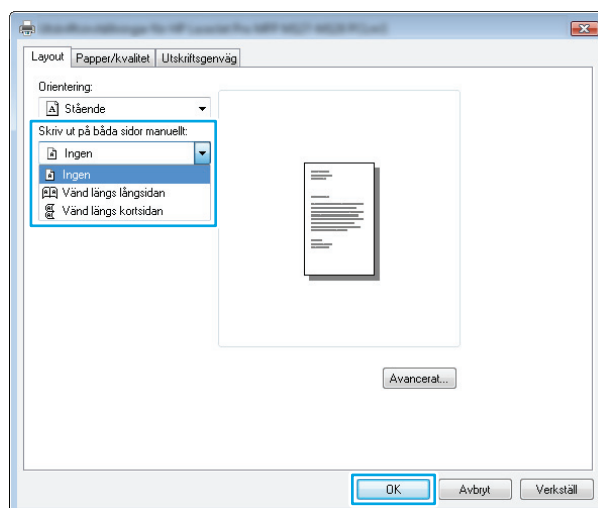 Layout
Papper/kvalitet
Utskriftsgenväg
Orientering:
Stående
Skriv ut på båda sidor manuellt:
Ingen
Ingen
Vänd längs långsidan
Vänd längs kortsidan
Avancerat...
OK
Avbryt
Verkställ